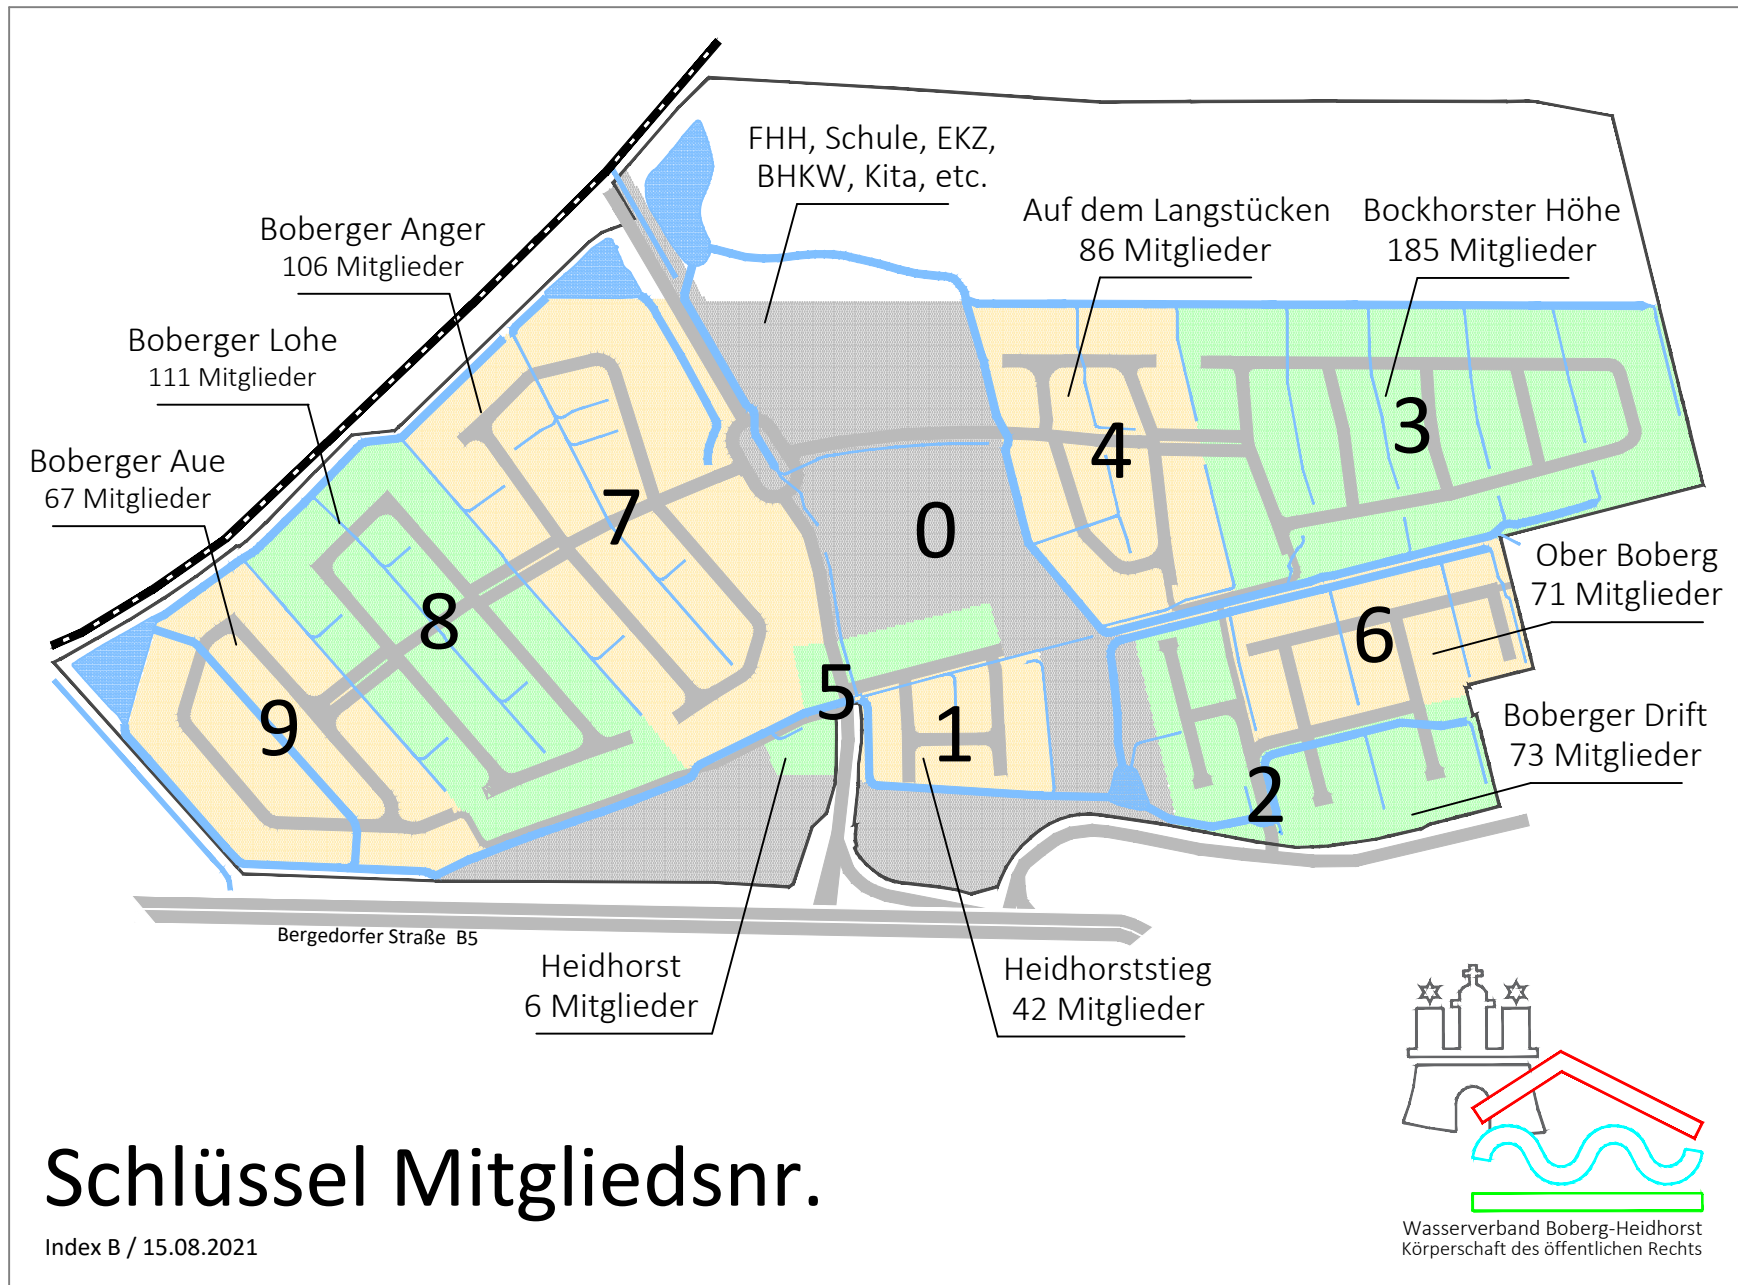 FHH, Schule, EKZ,
BHKW, Kita, etc.
Boberger Anger
106 Mitglieder
Auf dem Langstücken
86 Mitglieder
Bockhorster Höhe
185 Mitglieder
Boberger Lohe
111 Mitglieder
Boberger Aue
67 Mitglieder
3
4
7
0
Ober Boberg
71 Mitglieder
8
6
5
9
1
Boberger Drift
73 Mitglieder
2
Bergedorfer Straße B5
Heidhorst
6 Mitglieder
Heidhorststieg
42 Mitglieder
Schlüssel Mitgliedsnr.
Index B / 15.08.2021
Wasserverband Boberg-Heidhorst
Körperschaft des öffentlichen Rechts